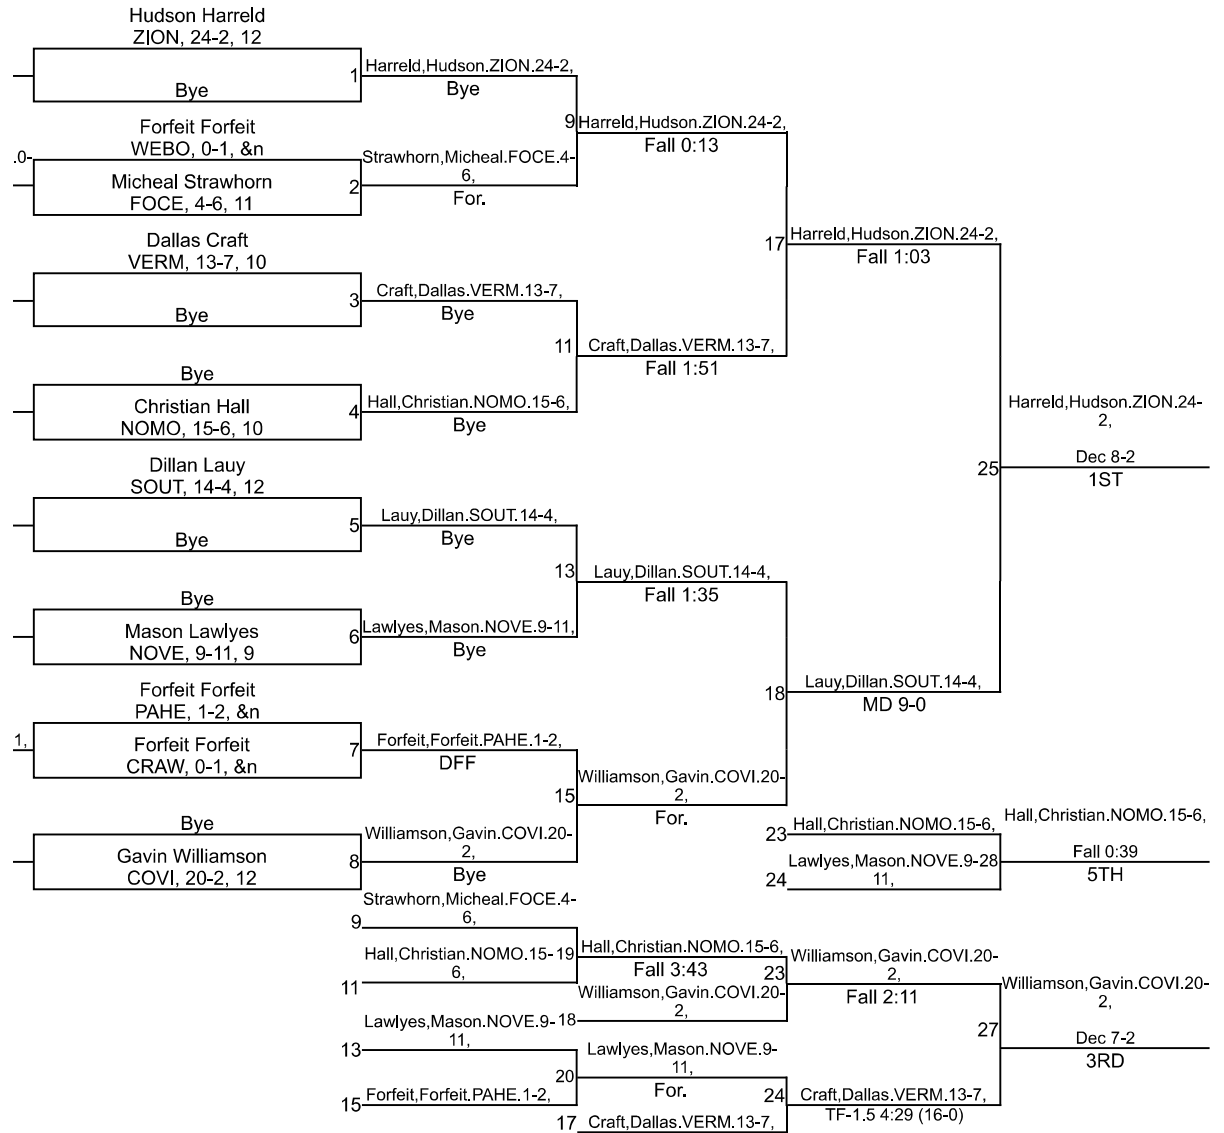 Hudson Harreld
ZION, 24-2, 12
1
Bye
Harreld,Hudson.ZION.24-2,
Bye
Forfeit Forfeit
WEBO, 0-1, &n
.0-
Micheal Strawhorn
FOCE, 4-6, 11
2
Strawhorn,Micheal.FOCE.4-
6,
For.
9
Harreld,Hudson.ZION.24-2,
Fall 0:13
Dallas Craft
VERM, 13-7, 10
3
Bye
Craft,Dallas.VERM.13-7,
Bye
Bye
Christian Hall
NOMO, 15-6, 10
4
Hall,Christian.NOMO.15-6,
Bye
11
Craft,Dallas.VERM.13-7,
Fall 1:51
17
Harreld,Hudson.ZION.24-2,
Fall 1:03
Dillan Lauy
SOUT, 14-4, 12
5
Bye
Lauy,Dillan.SOUT.14-4,
Bye
Bye
Mason Lawlyes
NOVE, 9-11, 9
6
Lawlyes,Mason.NOVE.9-11,
Bye
13
Lauy,Dillan.SOUT.14-4,
Fall 1:35
Forfeit Forfeit
PAHE, 1-2, &n
1,
Forfeit Forfeit
CRAW, 0-1, &n
7
Forfeit,Forfeit.PAHE.1-2,
DFF
Bye
Gavin Williamson
COVI, 20-2, 12
8
Williamson,Gavin.COVI.20-
2,
Bye
15
Williamson,Gavin.COVI.20-
2,
For.
18
Lauy,Dillan.SOUT.14-4,
MD 9-0
25
Harreld,Hudson.ZION.24-
2,
Dec 8-2
1ST
23
Hall,Christian.NOMO.15-6,
24
Lawlyes,Mason.NOVE.9-28
11,
Hall,Christian.NOMO.15-6,
Fall 0:39
5TH
9
Strawhorn,Micheal.FOCE.4-
6,
11
Hall,Christian.NOMO.15-19
6,
Hall,Christian.NOMO.15-6,
Fall 3:43
23
Williamson,Gavin.COVI.20-
18
2,
Williamson,Gavin.COVI.20-
2,
Fall 2:11
13
Lawlyes,Mason.NOVE.9-
11,
15
Forfeit,Forfeit.PAHE.1-2,
20
Lawlyes,Mason.NOVE.9-
11,
For.
24
17
Craft,Dallas.VERM.13-7,
Craft,Dallas.VERM.13-7,
TF-1.5 4:29 (16-0)
27
Williamson,Gavin.COVI.20-
2,
Dec 7-2
3RD